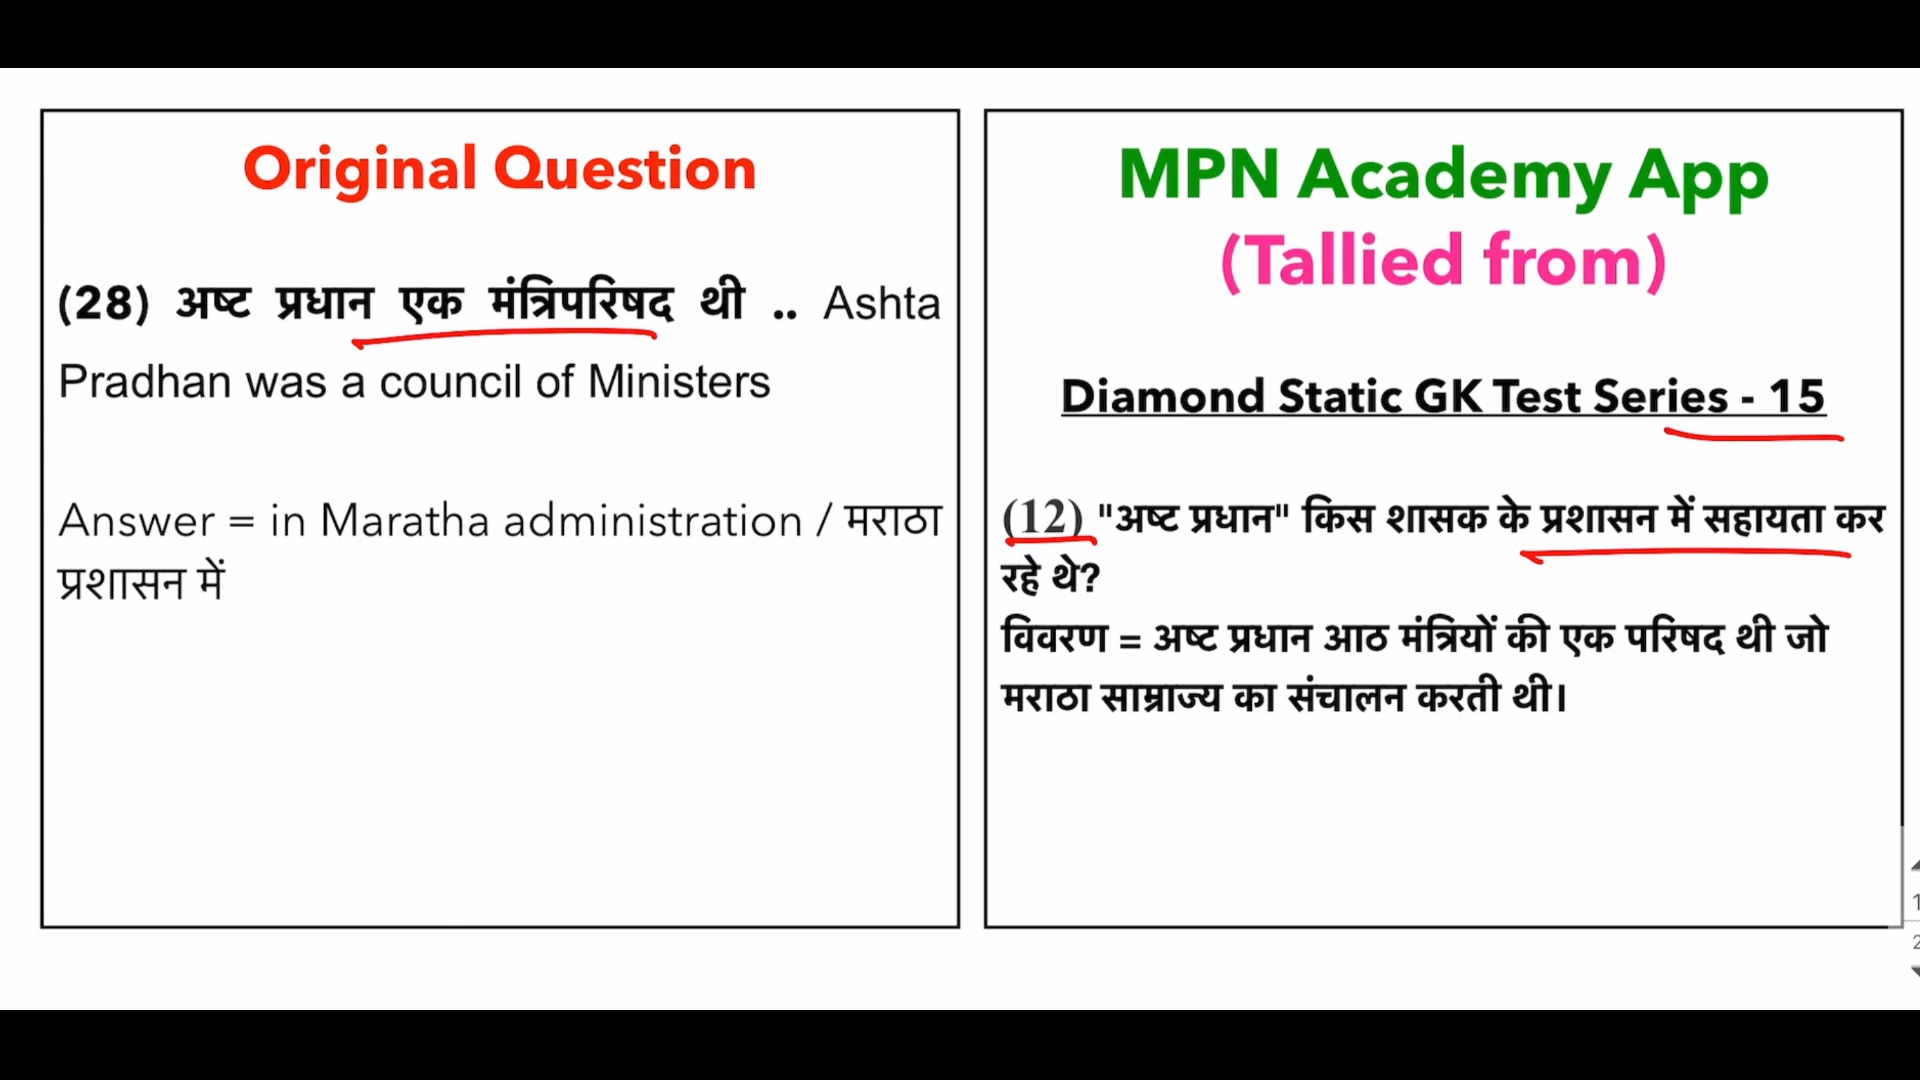 Original Question
(28) अष्ट प्रधान एक मंत्रिपरिषद थी .. Ashta
Pradhan was a council of Ministers
Answer = in Maratha administration / मराठा
प्रशासन में
MPN Academy App
(Tallied from)
Diamond Static GK Test Series - 15
(12) "अष्ट प्रधान" किस शासक के प्रशासन में सहायता कर
रहे थे?
विवरण = अष्ट प्रधान आठ मंत्रियों की एक परिषद थी जो
मराठा साम्राज्य का संचालन करती थी।